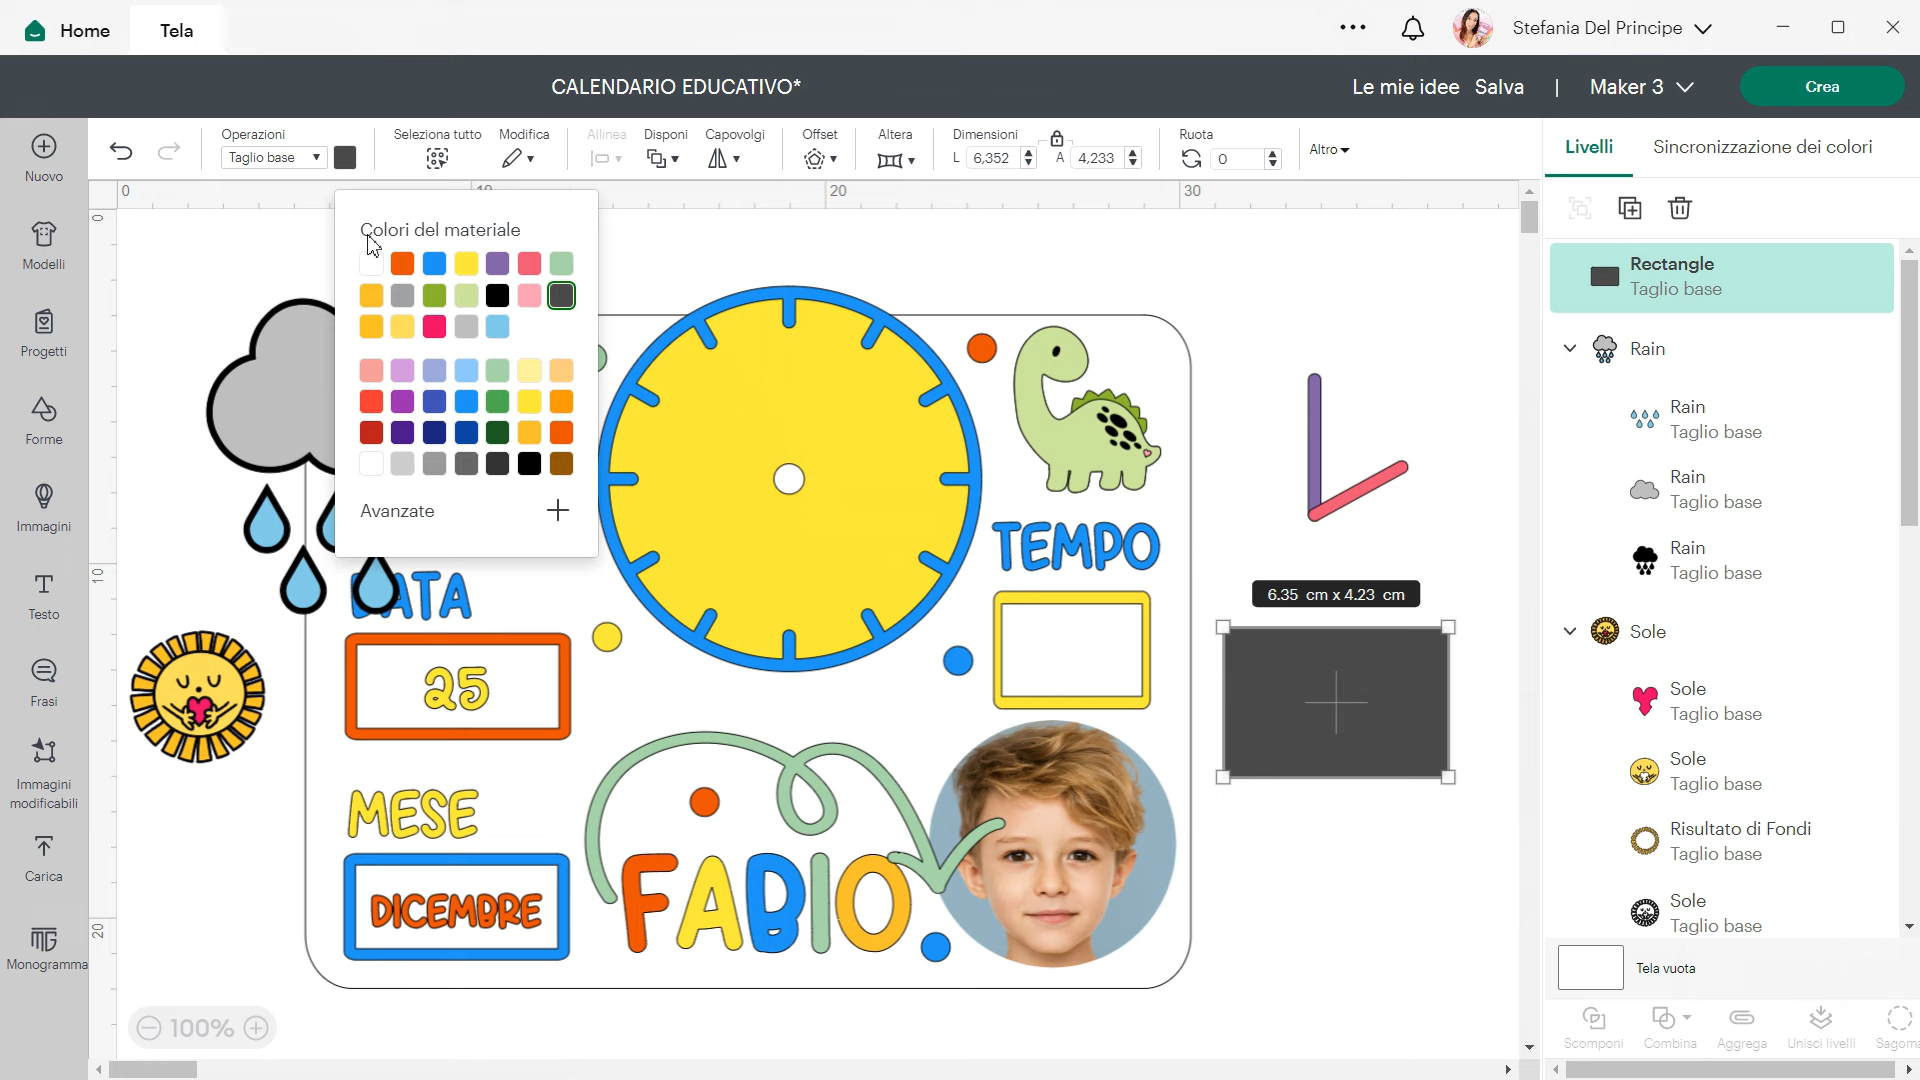 Home
Tela
Stefania Del Principe
CALENDARIO EDUCATIVO*
Le mie idee
Salva
Maker 3
Crea
Nuovo
Modelli
Progetti
Forme
Immagini
Testo
Frasi
Immagini
modificabili
Carica
Monogramma
Operazioni
Taglio base
Seleziona tutto
Modifica
Allinea
Disponi
Capovolgi
Offset
Altera
Dimensioni
L 6,352
A 4,233
Ruota
0
Altro
0
10
20
30
0
10
20
Colori del materiale
Avanzate
TEMPO
DATA
25
MESE
DICEMBRE
FABIO
6.35 cm x 4.23 cm
100%
Livelli
Sincronizzazione dei colori
Rectangle
Taglio base
Rain
Rain
Taglio base
Rain
Taglio base
Rain
Taglio base
Sole
Sole
Taglio base
Sole
Taglio base
Risultato di Fondi
Taglio base
Sole
Taglio base
Tela vuota
Scomponi
Combina
Aggrega
Unisci livelli
Sagoma